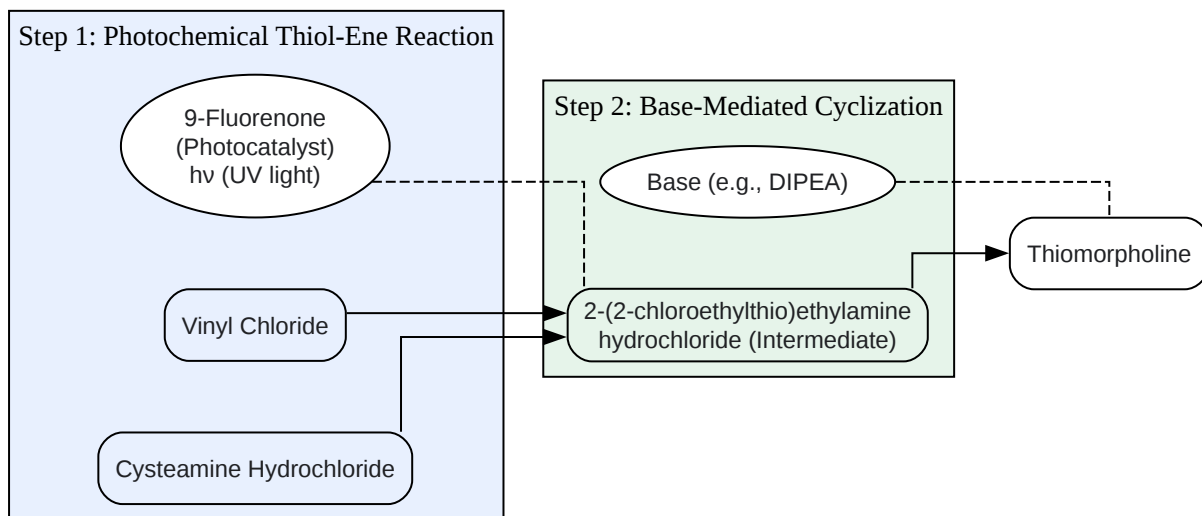 Step 1: Photochemical Thiol-Ene Reaction
9-Fluorenone
(Photocatalyst)
hν (UV light)
Vinyl Chloride
Cysteamine Hydrochloride
Step 2: Base-Mediated Cyclization
Base (e.g., DIPEA)
2-(2-chloroethylthio)ethylamine
hydrochloride (Intermediate)
Thiomorpholine